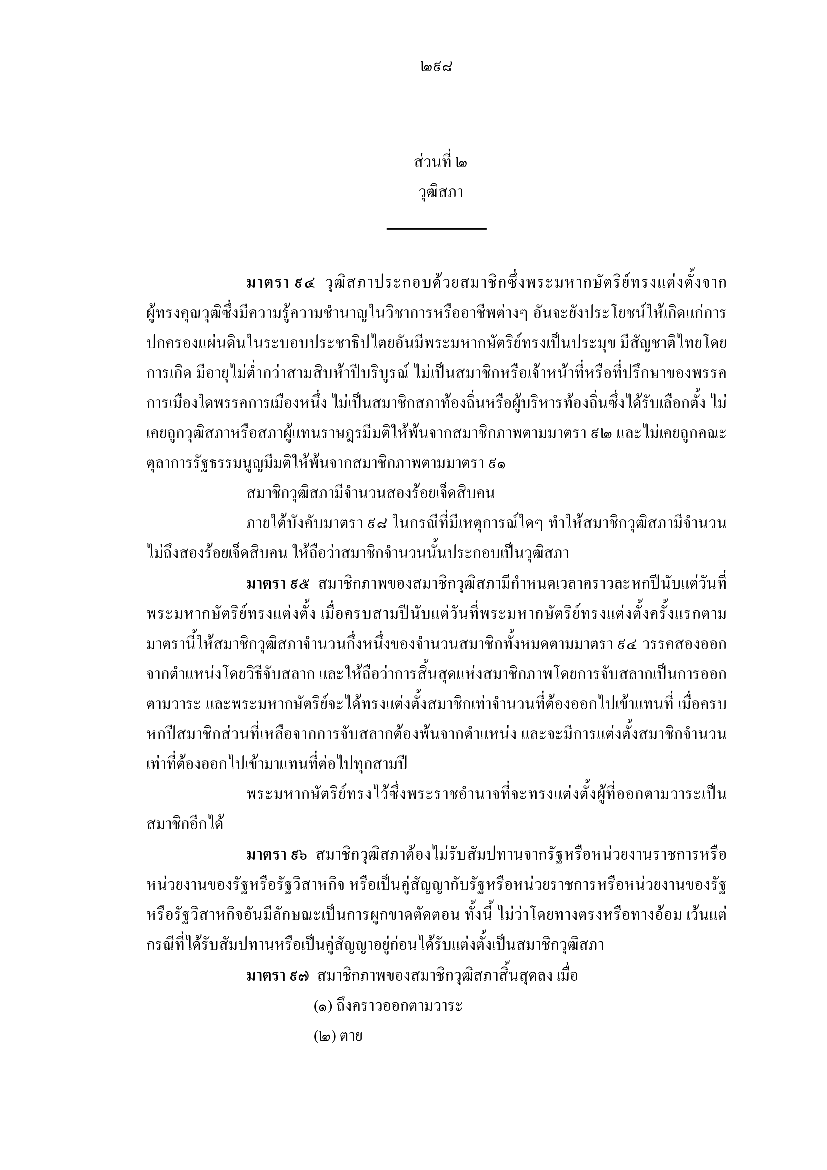 ๒๙๘
ส่วนที่ ๒
วุฒิสภา
มาตรา ๙๔ วุฒิสภาประกอบด้วยสมาชิกซึ่งพระมหากษัตริย์ทรงแต่งตั้งจาก
ผู้ทรงคุณวุฒิซึ่งมีความรู้ความชำนาญในวิชาการหรืออาชีพต่างๆ อันจะยังประโยชน์ให้เกิดแก่การ
ปกครองแผ่นดินในระบอบประชาธิปไตยอันมีพระมหากษัตริย์ทรงเป็นประมุข มีสัญชาติไทยโดย
การเกิด มีอายุไม่ต่ำกว่าสามสิบห้าปีบริบูรณ์ ไม่เป็นสมาชิกหรือเจ้าหน้าที่หรือที่ปรึกษาของพรรค
การเมืองใดพรรคการเมืองหนึ่ง ไม่เป็นสมาชิกสภาท้องถิ่นหรือผู้บริหารท้องถิ่นซึ่งได้รับเลือกตั้ง ไม่
เคยถูกวุฒิสภาหรือสภาผู้แทนราษฎรมีมติให้พ้นจากสมาชิกภาพตามมาตรา ๙๒ และไม่เคยถูกคณะ
ตุลาการรัฐธรรมนูญมีมติให้พ้นจากสมาชิกภาพตามมาตรา ๙๑
สมาชิกวุฒิสภามีจำนวนสองร้อยเจ็ดสิบคน
ภายใต้บังคับมาตรา ๙๘ ในกรณีที่มีเหตุการณ์ใดๆ ทำให้สมาชิกวุฒิสภามีจำนวน
ไม่ถึงสองร้อยเจ็ดสิบคน ให้ถือว่าสมาชิกจำนวนนั้นประกอบเป็นวุฒิสภา
มาตรา ๙๕ สมาชิกภาพของสมาชิกวุฒิสภามีกำหนดเวลาคราวละหกปีนับแต่วันที่
พระมหากษัตริย์ทรงแต่งตั้ง เมื่อครบสามปีนับแต่วันที่พระมหากษัตริย์ทรงแต่งตั้งครั้งแรกตาม
มาตรานี้ให้สมาชิกวุฒิสภาจำนวนกึ่งหนึ่งของจำนวนสมาชิกทั้งหมดตามมาตรา ๙๔ วรรคสองออก
จากตำแหน่งโดยวิธีจับสลาก และให้ถือว่าการสิ้นสุดแห่งสมาชิกภาพโดยการจับสลากเป็นการออก
ตามวาระ และพระมหากษัตริย์จะได้ทรงแต่งตั้งสมาชิกเท่าจำนวนที่ต้องออกไปเข้าแทนที่ เมื่อครบ
หกปีสมาชิกส่วนที่เหลือจากการจับสลากต้องพ้นจากตำแหน่ง และจะมีการแต่งตั้งสมาชิกจำนวน
เท่าที่ต้องออกไปเข้ามาแทนที่ต่อไปทุกสามปี
พระมหากษัตริย์ทรงไว้ซึ่งพระราชอำนาจที่จะทรงแต่งตั้งผู้ที่ออกตามวาระเป็น
สมาชิกอีกได้
มาตรา ๙๖ สมาชิกวุฒิสภาต้องไม่รับสัมปทานจากรัฐหรือหน่วยงานราชการหรือ
หน่วยงานของรัฐหรือรัฐวิสาหกิจ หรือเป็นคู่สัญญากับรัฐหรือหน่วยราชการหรือหน่วยงานของรัฐ
หรือรัฐวิสาหกิจอันมีลักษณะเป็นการผูกขาดตัดตอน ทั้งนี้ ไม่ว่าโดยทางตรงหรือทางอ้อม เว้นแต่
กรณีที่ได้รับสัมปทานหรือเป็นคู่สัญญาอยู่ก่อนได้รับแต่งตั้งเป็นสมาชิกวุฒิสภา
มาตรา ๙๗ สมาชิกภาพของสมาชิกวุฒิสภาสิ้นสุดลง เมื่อ
(๑) ถึงคราวออกตามวาระ
(๒) ตาย